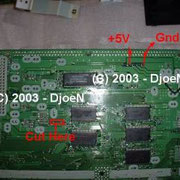 +5V
Gnd
(C) 2003 - DjoeN
(C) 2003 - DjoeN
Cut Here